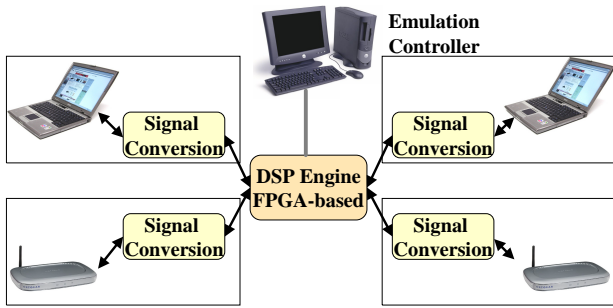 Emulation
Controller
Signal
Conversion
Signal
Conversion
DSP Engine
FPGA-based
Signal
Conversion
Signal
Conversion